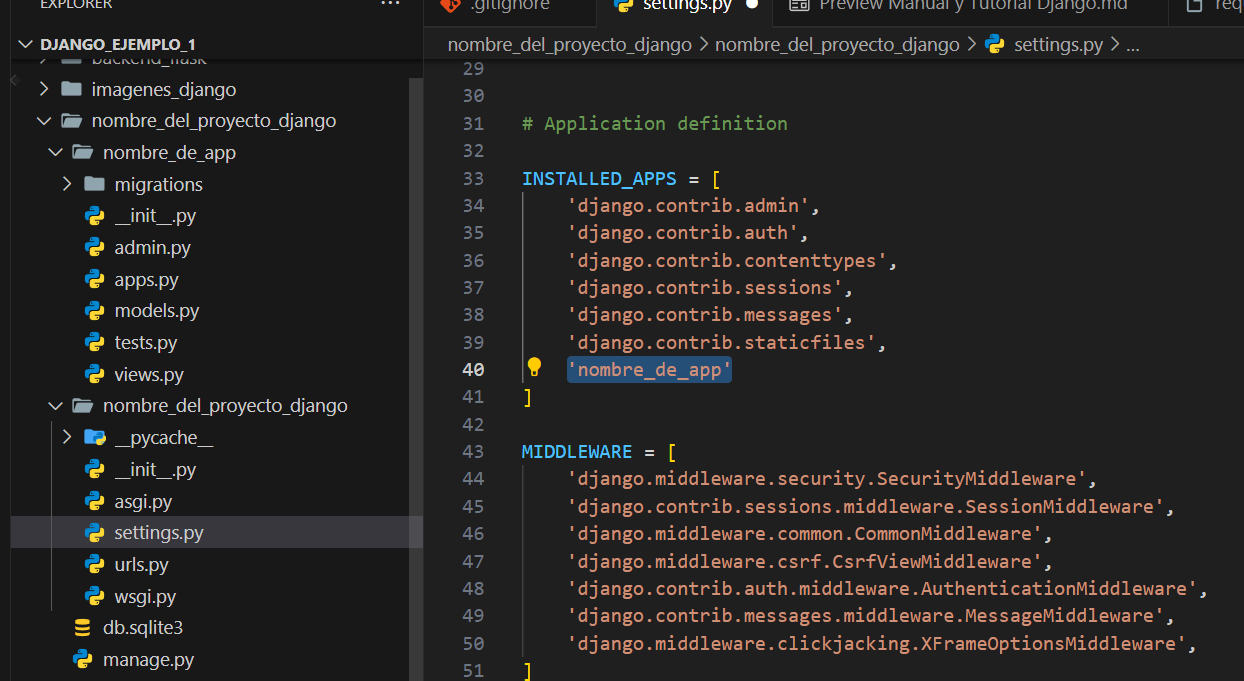 EXPLORER
...
DJANGO_EJEMPLO_1
backend_flask
imagenes_django
nombre_del_proyecto_django
nombre_de_app
migrations
__init__.py
admin.py
apps.py
models.py
tests.py
views.py
nombre_del_proyecto_django
__pycache__
__init__.py
asgi.py
settings.py
urls.py
wsgi.py
db.sqlite3
manage.py
.gitignore
settings.py
Preview Manual y Tutorial Django.md
req
nombre_del_proyecto_django > nombre_del_proyecto_django > settings.py > ...
29
30
31 # Application definition
32
33 INSTALLED_APPS = [
34 'django.contrib.admin',
35 'django.contrib.auth',
36 'django.contrib.contenttypes',
37 'django.contrib.sessions',
38 'django.contrib.messages',
39 'django.contrib.staticfiles',
40 'nombre_de_app'
41 ]
42
43 MIDDLEWARE = [
44 'django.middleware.security.SecurityMiddleware',
45 'django.contrib.sessions.middleware.SessionMiddleware',
46 'django.middleware.common.CommonMiddleware',
47 'django.middleware.csrf.CsrfViewMiddleware',
48 'django.contrib.auth.middleware.AuthenticationMiddleware',
49 'django.contrib.messages.middleware.MessageMiddleware',
50 'django.middleware.clickjacking.XFrameOptionsMiddleware',
51 ]